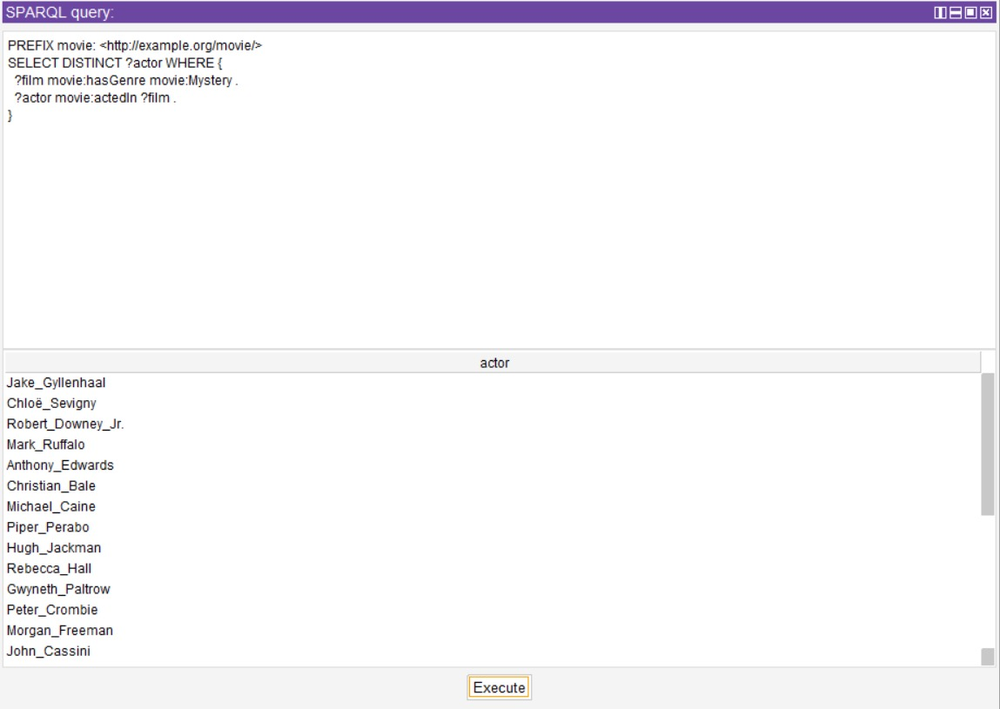 SPARQL query:
PREFIX movie: <http://example.org/movie/>
SELECT DISTINCT ?actor WHERE {
  ?film movie:hasGenre movie:Mystery .
  ?actor movie:actedIn ?film .
}
actor
Jake_Gyllenhaal
Chloë_Sevigny
Robert_Downey_Jr.
Mark_Ruffalo
Anthony_Edwards
Christian_Bale
Michael_Caine
Piper_Perabo
Hugh_Jackman
Rebecca_Hall
Gwyneth_Paltrow
Peter_Crombie
Morgan_Freeman
John_Cassini
Execute